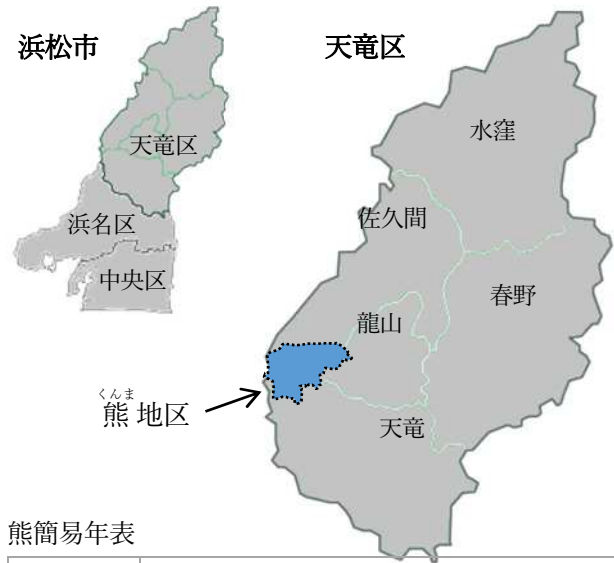 浜松市
天竜区
浜名区
中央区
天竜区
水窪
佐久間
春野
龍山
くんま
熊地区
天竜
熊簡易年表